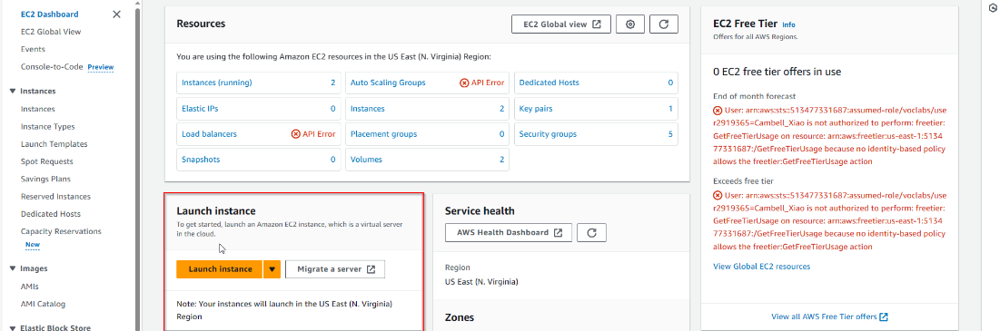 EC2 Dashboard
EC2 Global View
Events
Console-to-Code Preview
Instances
Instances
Instance Types
Launch Templates
Spot Requests
Savings Plans
Reserved Instances
Dedicated Hosts
Capacity Reservations
New
Images
AMIs
AMI Catalog
Elastic Block Store
Resources
EC2 Global view
You are using the following Amazon EC2 resources in the US East (N. Virginia) Region:
Instances (running) 2
Auto Scaling Groups API Error
Dedicated Hosts 0
Elastic IPs 0
Instances 2
Key pairs 1
Load balancers API Error
Placement groups 0
Security groups 5
Snapshots 0
Volumes 2
Launch instance
To get started, launch an Amazon EC2 instance, which is a virtual server
in the cloud.
Launch instance
Migrate a server
Note: Your instances will launch in the US East (N. Virginia)
Region
Service health
AWS Health Dashboard
Region
US East (N. Virginia)
Zones
EC2 Free Tier Info
Offers for all AWS Regions.
0 EC2 free tier offers in use
End of month forecast
User: arn:aws:sts::513477331687:assumed-role/voclabs/use
r2919365=Cambell_Xiao is not authorized to perform: freetier:
GetFreeTierUsage on resource: arn:aws:freetier:us-east-1:5134
77331687:/GetFreeTierUsage because no identity-based policy
allows the freetier:GetFreeTierUsage action
Exceeds free tier
User: arn:aws:sts::513477331687:assumed-role/voclabs/use
r2919365=Cambell_Xiao is not authorized to perform: freetier:
GetFreeTierUsage on resource: arn:aws:freetier:us-east-1:5134
77331687:/GetFreeTierUsage because no identity-based policy
allows the freetier:GetFreeTierUsage action
View Global EC2 resources
View all AWS Free Tier offers